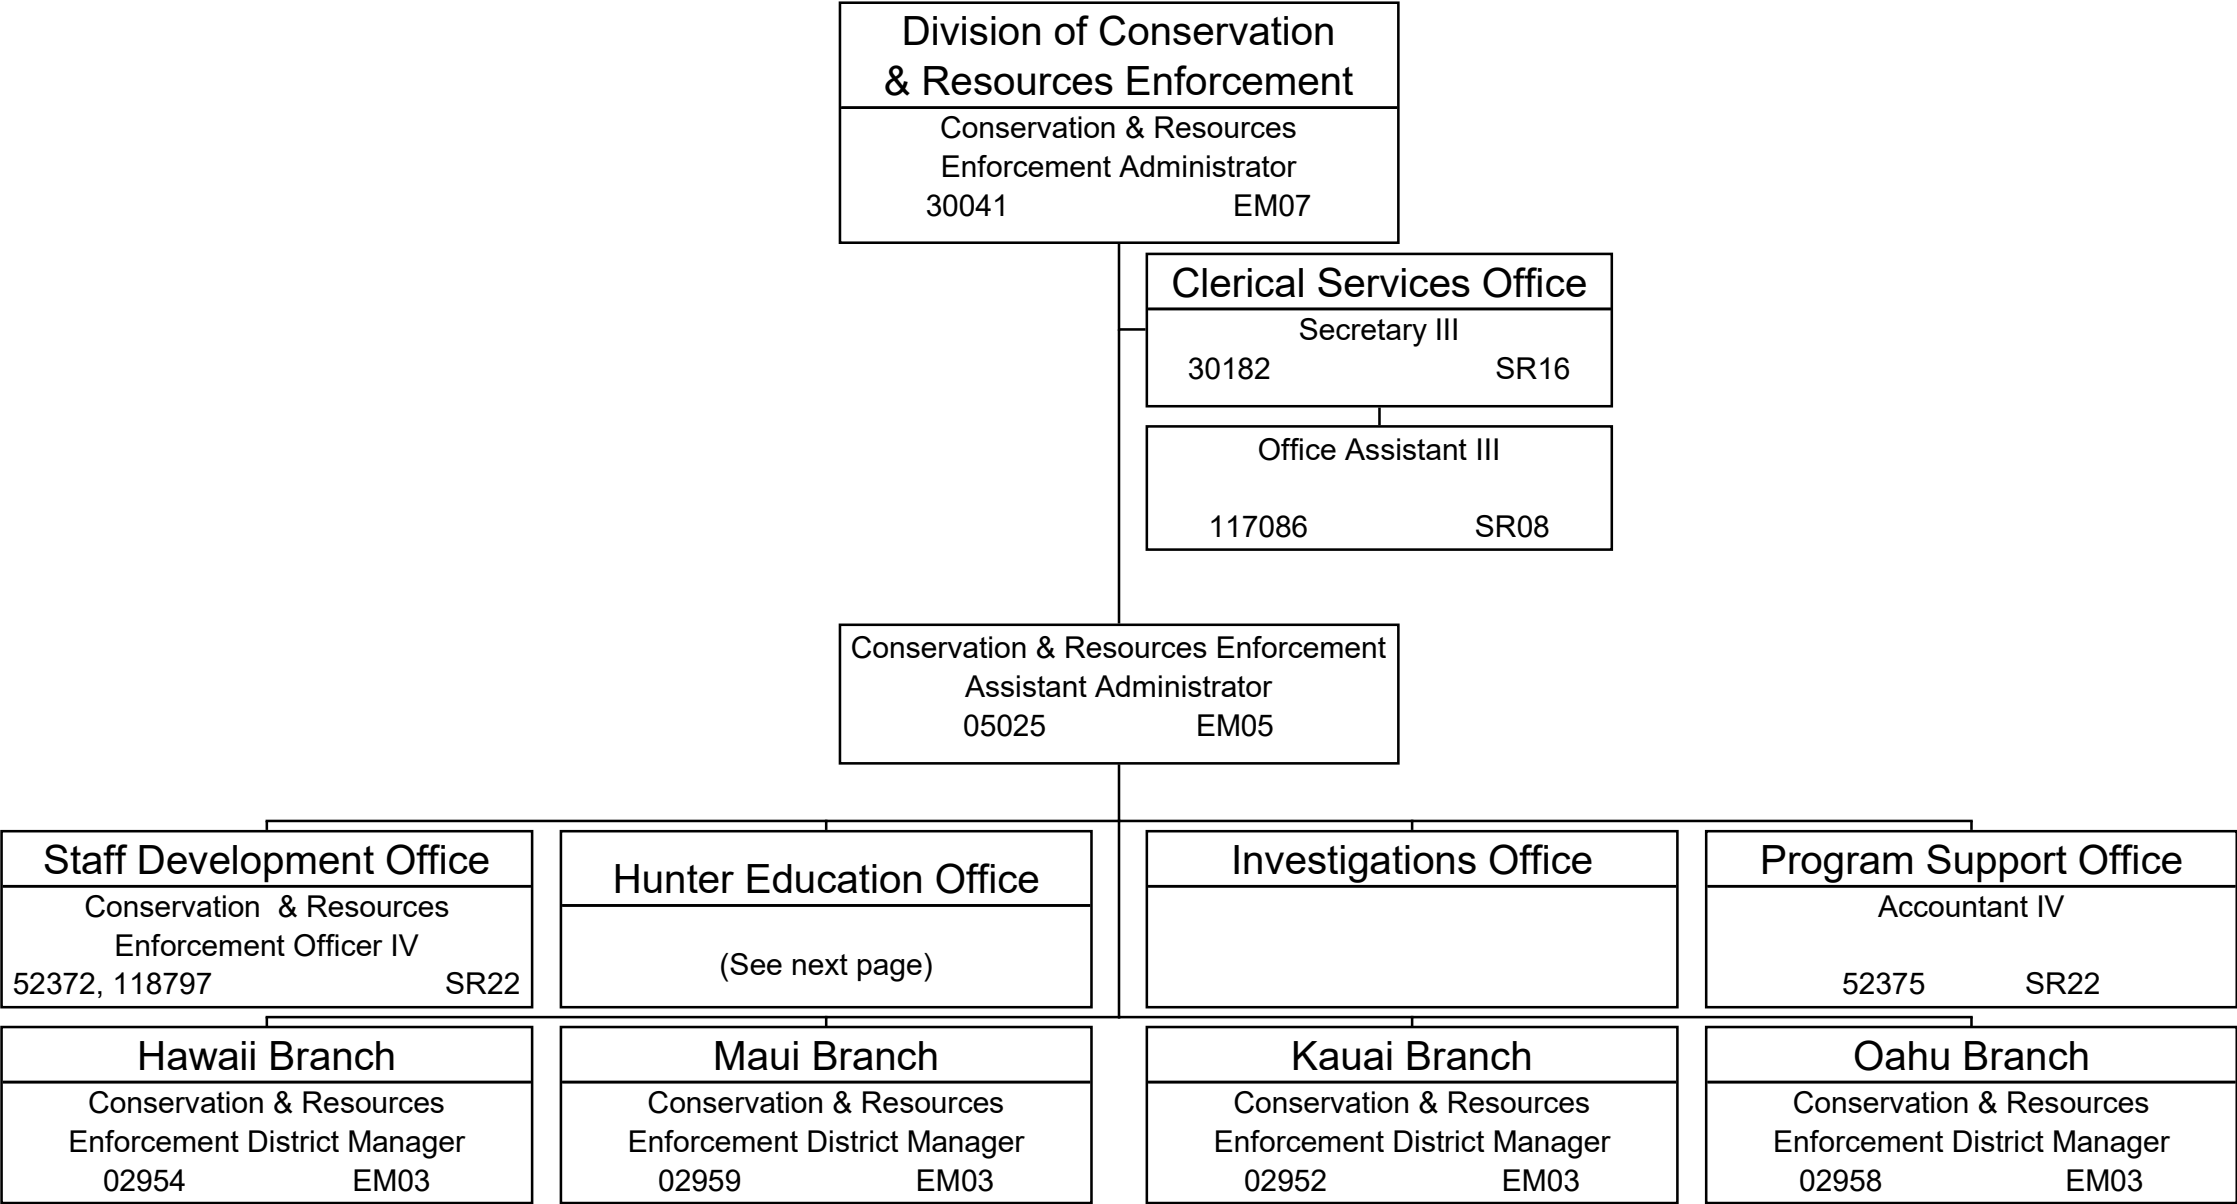 Division of Conservation
& Resources Enforcement
Conservation & Resources
Enforcement Administrator
30041 EM07
Clerical Services Office
Secretary III
30182 SR16
Office Assistant III
117086 SR08
Conservation & Resources Enforcement
Assistant Administrator
05025 EM05
Staff Development Office
Conservation & Resources
Enforcement Officer IV
52372, 118797 SR22
Hunter Education Office
(See next page)
Investigations Office
Program Support Office
Accountant IV
52375 SR22
Hawaii Branch
Conservation & Resources
Enforcement District Manager
02954 EM03
Maui Branch
Conservation & Resources
Enforcement District Manager
02959 EM03
Kauai Branch
Conservation & Resources
Enforcement District Manager
02952 EM03
Oahu Branch
Conservation & Resources
Enforcement District Manager
02958 EM03